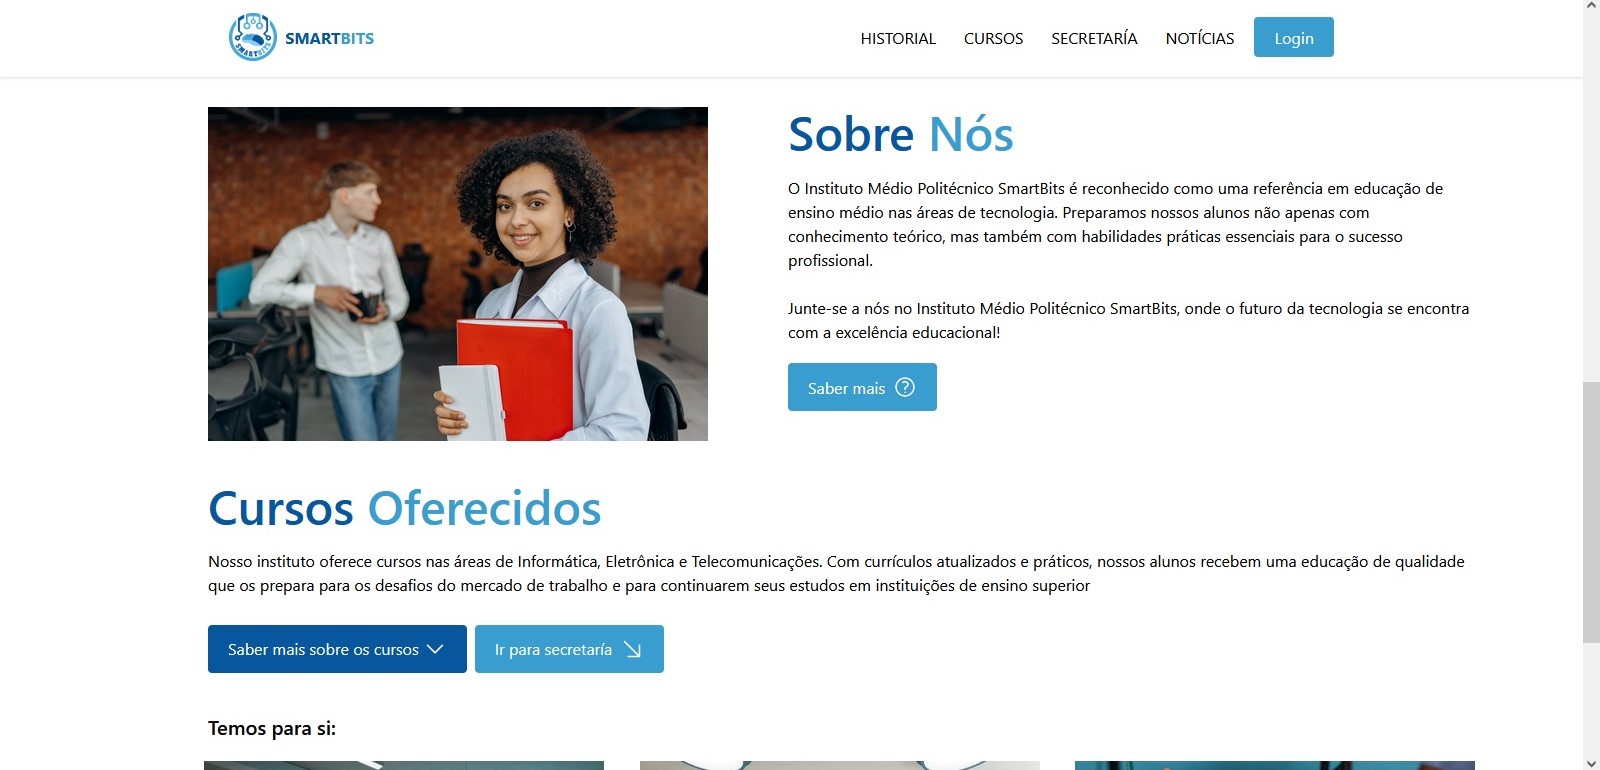 SMARTBITS
SMARTBITS
HISTORIAL
CURSOS
SECRETARÍA
NOTÍCIAS
Login
Sobre Nós
O Instituto Médio Politécnico SmartBits é reconhecido como uma referência em educação de
ensino médio nas áreas de tecnologia. Preparamos nossos alunos não apenas com
conhecimento teórico, mas também com habilidades práticas essenciais para o sucesso
profissional.
Junte-se a nós no Instituto Médio Politécnico SmartBits, onde o futuro da tecnologia se encontra
com a excelência educacional!
Saber mais
Cursos Oferecidos
Nosso instituto oferece cursos nas áreas de Informática, Eletrônica e Telecomunicações. Com currículos atualizados e práticos, nossos alunos recebem uma educação de qualidade
que os prepara para os desafios do mercado de trabalho e para continuarem seus estudos em instituições de ensino superior
Saber mais sobre os cursos
Ir para secretaría
Temos para si: